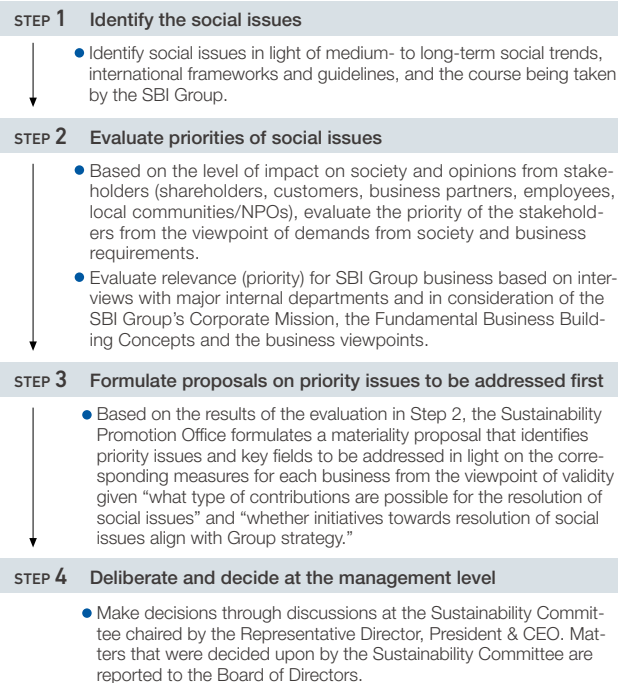 STEP 1 Identify the social issues
● Identify social issues in light of medium- to long-term social trends,
international frameworks and guidelines, and the course being taken
by the SBI Group.
STEP 2 Evaluate priorities of social issues
● Based on the level of impact on society and opinions from stake-
holders (shareholders, customers, business partners, employees,
local communities/NPOs), evaluate the priority of the stakehold-
ers from the viewpoint of demands from society and business
requirements.
● Evaluate relevance (priority) for SBI Group business based on inter-
views with major internal departments and in consideration of the
SBI Group’s Corporate Mission, the Fundamental Business Build-
ing Concepts and the business viewpoints.
STEP 3 Formulate proposals on priority issues to be addressed first
● Based on the results of the evaluation in Step 2, the Sustainability
Promotion Office formulates a materiality proposal that identifies
priority issues and key fields to be addressed in light on the corre-
sponding measures for each business from the viewpoint of validity
given “what type of contributions are possible for the resolution of
social issues” and “whether initiatives towards resolution of social
issues align with Group strategy.”
STEP 4 Deliberate and decide at the management level
● Make decisions through discussions at the Sustainability Commit-
tee chaired by the Representative Director, President & CEO. Mat-
ters that were decided upon by the Sustainability Committee are
reported to the Board of Directors.